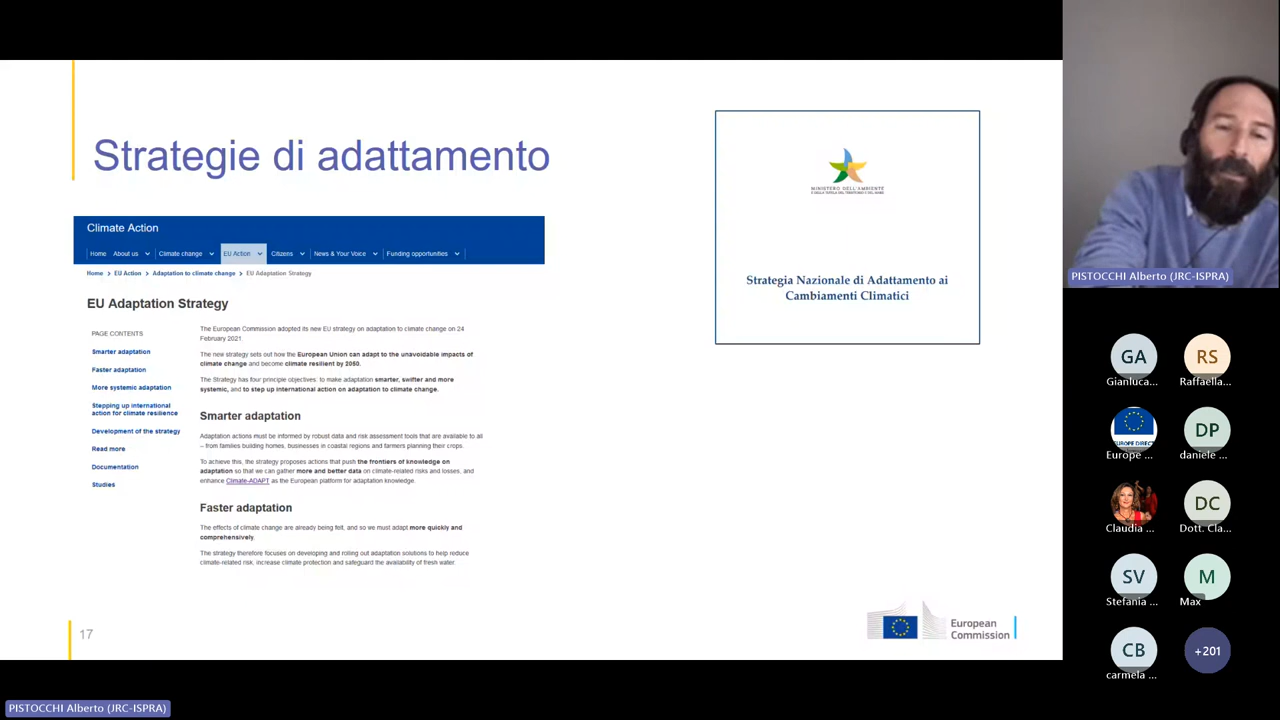 Strategie di adattamento
Climate Action
Home About us Climate change EU Action Citizens News & Your Voice Funding opportunities
Home > EU Action > Adaptation to climate change > EU Adaptation Strategy
EU Adaptation Strategy
PAGE CONTENTS
Smarter adaptation
Faster adaptation
More systemic adaptation
Stepping up international
action for climate resilience
Development of the strategy
Read more
Documentation
Studies
The European Commission adopted its new EU strategy on adaptation to climate change on 24
February 2021.
The new strategy sets out how the European Union can adapt to the unavoidable impacts of
climate change and become climate resilient by 2050.
The Strategy has four principle objectives: to make adaptation smarter, swifter and more
systemic, and to step up international action on adaptation to climate change.
Smarter adaptation
Adaptation actions must be informed by robust data and risk assessment tools that are available to all
– from families building homes, businesses in coastal regions and farmers planning their crops.
To achieve this, the strategy proposes actions that push the frontiers of knowledge on
adaptation so that we can gather more and better data on climate-related risks and losses, and
enhance Climate-ADAPT as the European platform for adaptation knowledge.
Faster adaptation
The effects of climate change are already being felt, and so we must adapt more quickly and
comprehensively.
The strategy therefore focuses on developing and rolling out adaptation solutions to help reduce
climate-related risk, increase climate protection and safeguard the availability of fresh water.
MINISTERO DELL'AMBIENTE
E DELLA TUTELA DEL TERRITORIO E DEL MARE
Strategia Nazionale di Adattamento ai
Cambiamenti Climatici
17
European
Commission
PISTOCCHI Alberto (JRC-ISPRA)
GA
Gianluca...
RS
Raffaella...
EUROPE DIRECT
Europe ...
DP
daniele ...
Claudia ...
DC
Dott. Cla...
SV
Stefania ...
M
Max
CB
carmela ...
+201
PISTOCCHI Alberto (JRC-ISPRA)